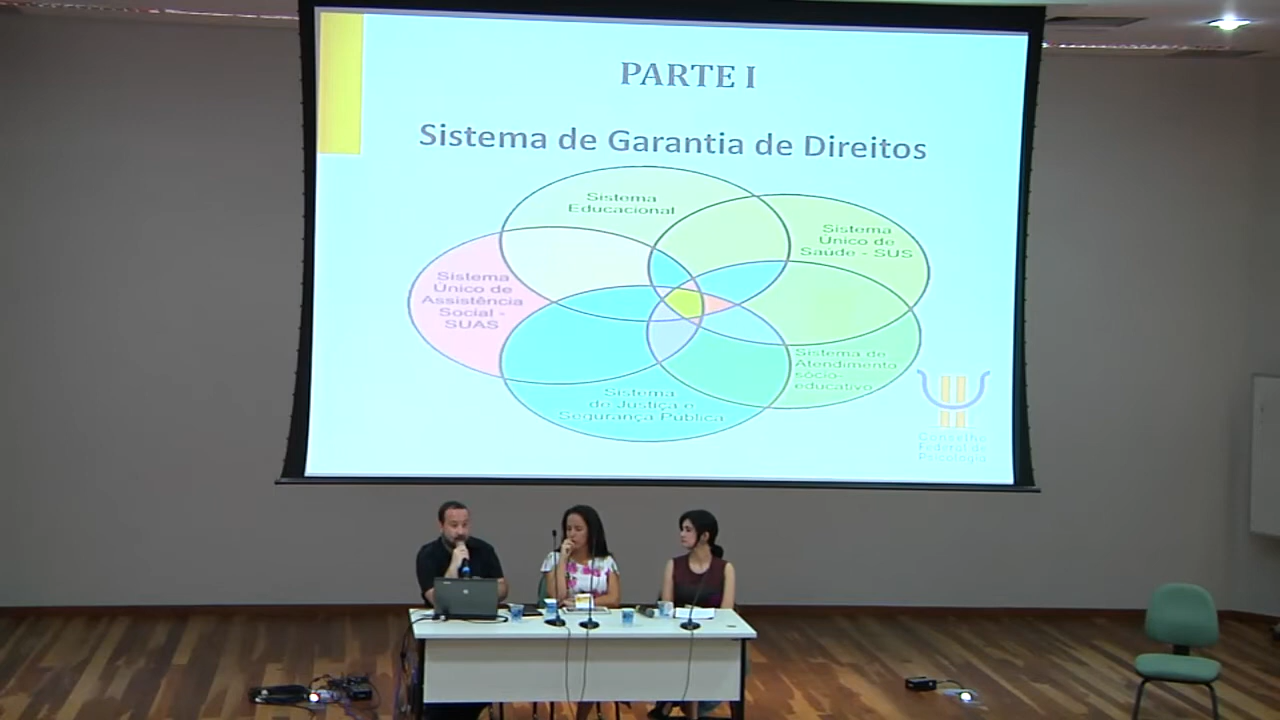 PARTE I
Sistema de Garantia de Direitos
Sistema
Educacional
Sistema
Único de
Saúde - SUS
Sistema
Único de
Assistência
Social -
SUAS
Sistema de
Atendimento
sócio-
educativo
Sistema
de Justiça e
Segurança Pública
Conselho
Federal de
Psicologia